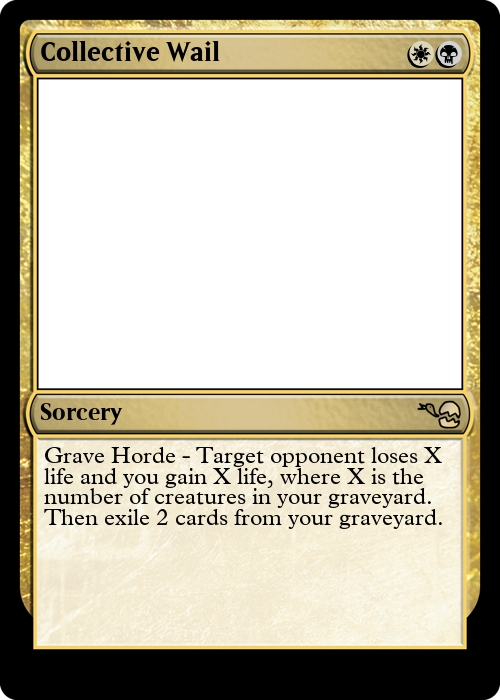 Collective Wail
Sorcery
Grave Horde - Target opponent loses X
life and you gain X life, where X is the
number of creatures in your graveyard.
Then exile 2 cards from your graveyard.